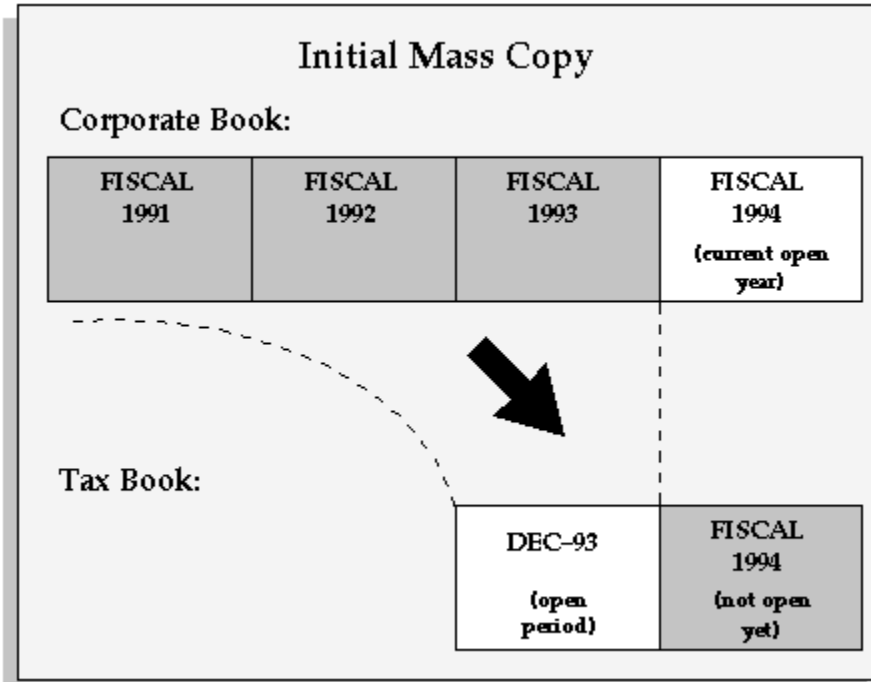 Initial Mass Copy
Corporate Book:
FISCAL
1991
FISCAL
1992
FISCAL
1993
FISCAL
1994
(current open
year)
Tax Book:
DEC–93
(open
period)
FISCAL
1994
(not open
yet)